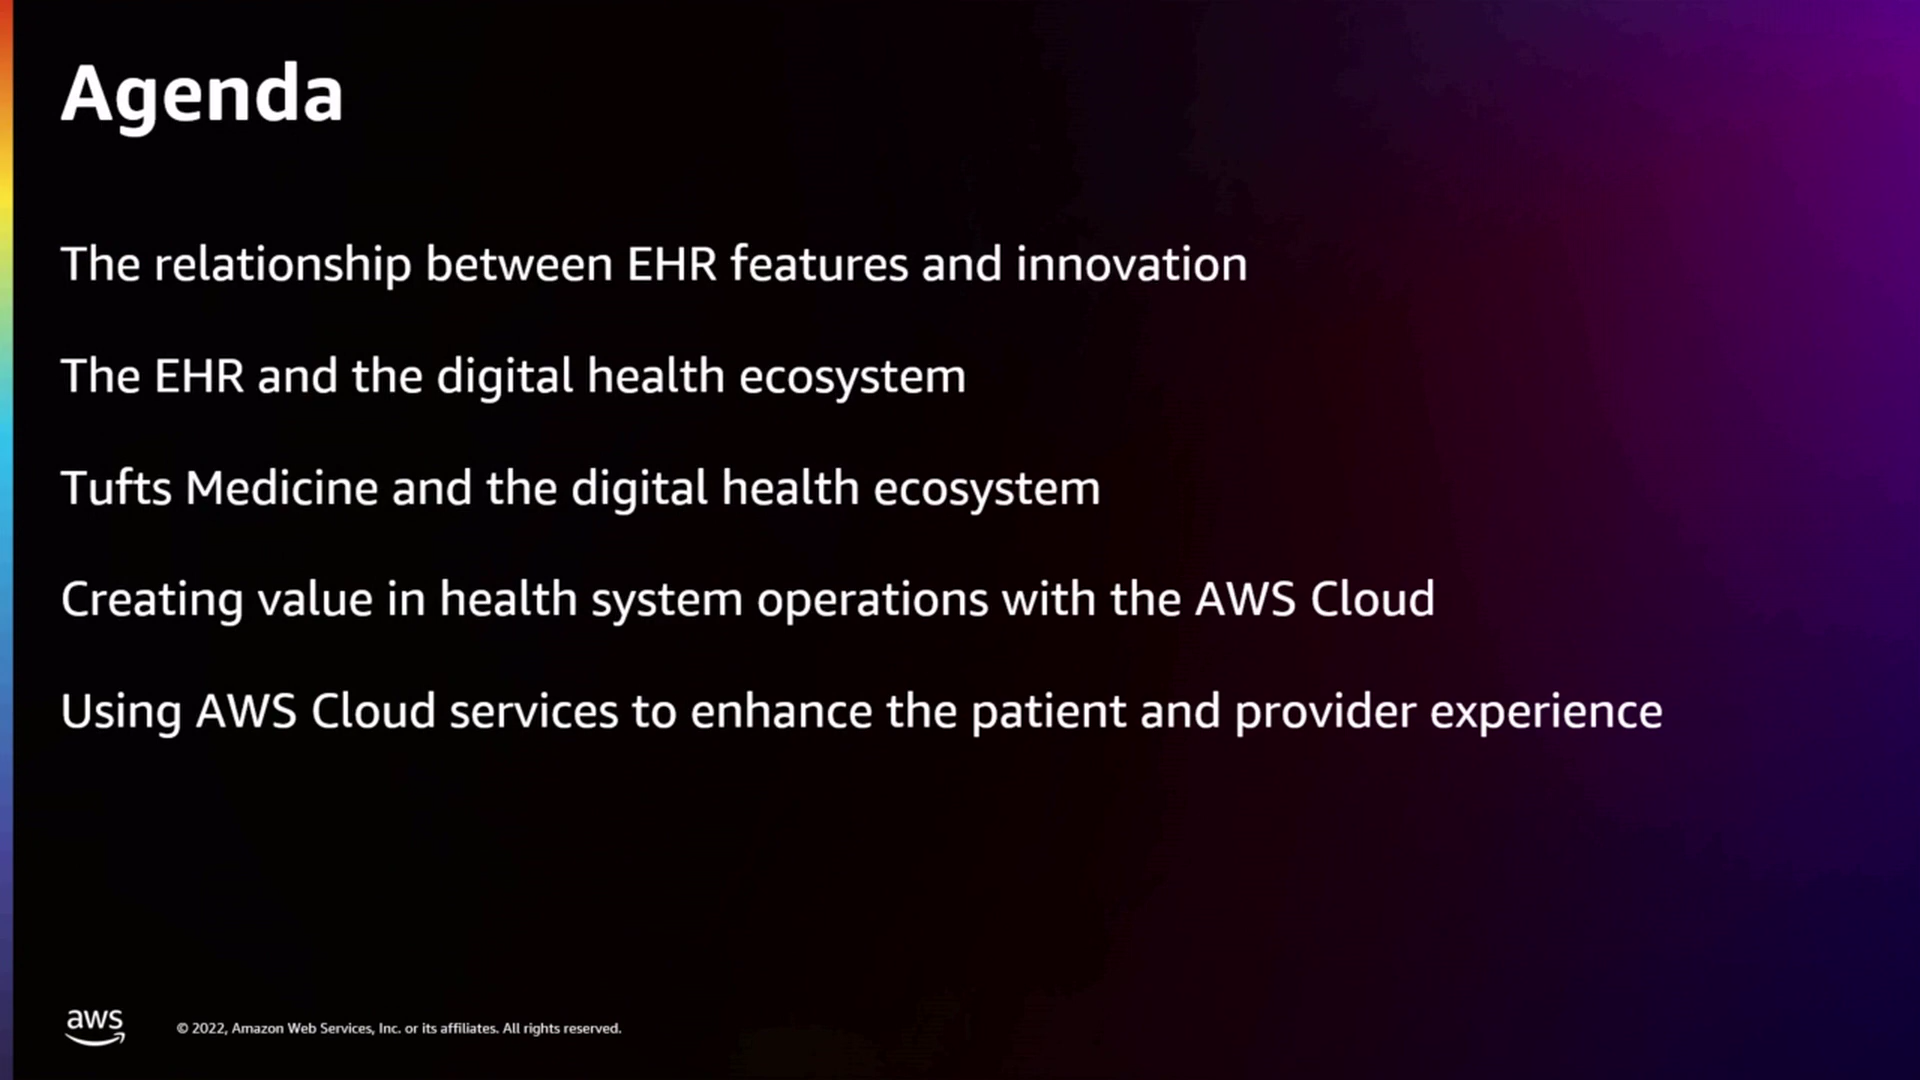 Agenda
The relationship between EHR features and innovation
The EHR and the digital health ecosystem
Tufts Medicine and the digital health ecosystem
Creating value in health system operations with the AWS Cloud
Using AWS Cloud services to enhance the patient and provider experience
aws
© 2022, Amazon Web Services, Inc. or its affiliates. All rights reserved.